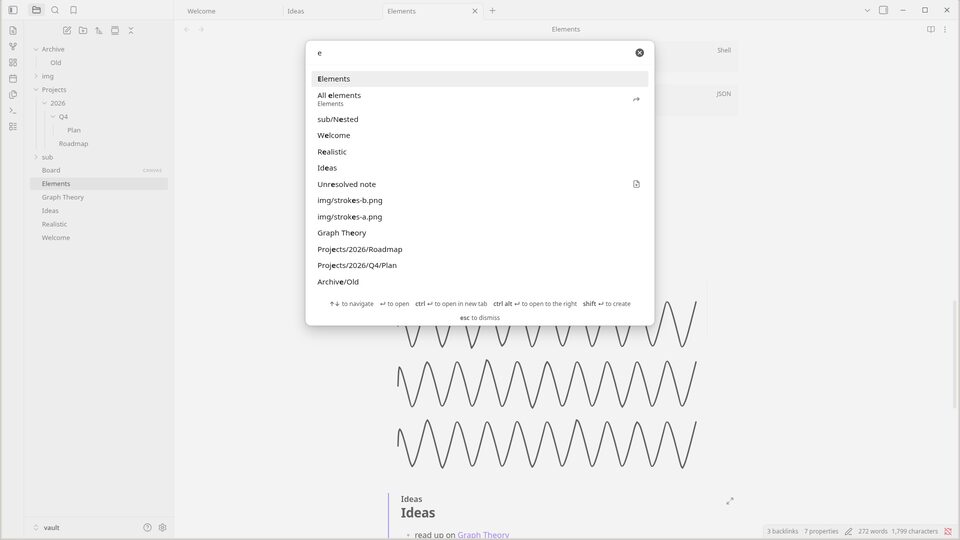 Welcome
Ideas
Elements
Elements
Archive
Old
img
Projects
2026
Q4
Plan
Roadmap
sub
Board
CANVAS
Elements
Graph Theory
Ideas
Realistic
Welcome
vault
Shell
JSON
e
Elements
All elements
Elements
sub/Nested
Welcome
Realistic
Ideas
Unresolved note
img/strokes-b.png
img/strokes-a.png
Graph Theory
Projects/2026/Roadmap
Projects/2026/Q4/Plan
Archive/Old
↑↓ to navigate ↩ to open ctrl ↩ to open in new tab ctrl alt ↩ to open to the right shift ↩ to create
esc to dismiss
Ideas
Ideas
• read up on Graph Theory
3 backlinks 7 properties 272 words 1,799 characters